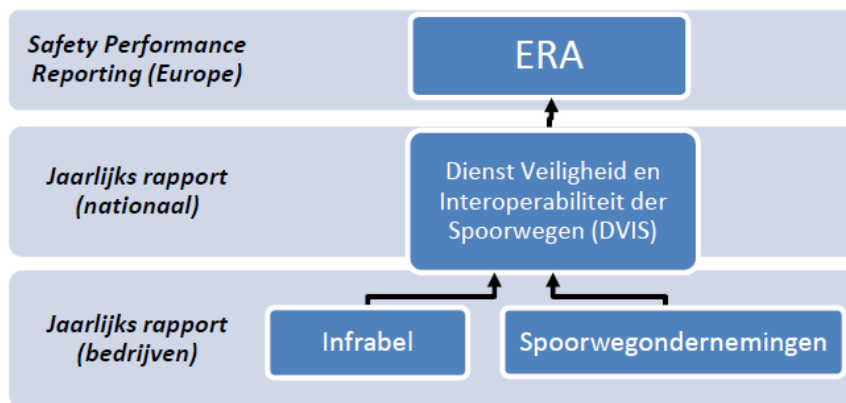 Safety Performance
Reporting (Europe)
ERA
Jaarlijks rapport
(nationaal)
Dienst Veiligheid en
Interoperabiliteit der
Spoorwegen (DVIS)
Jaarlijks rapport
(bedrijven)
Infrabel
Spoorwegondernemingen